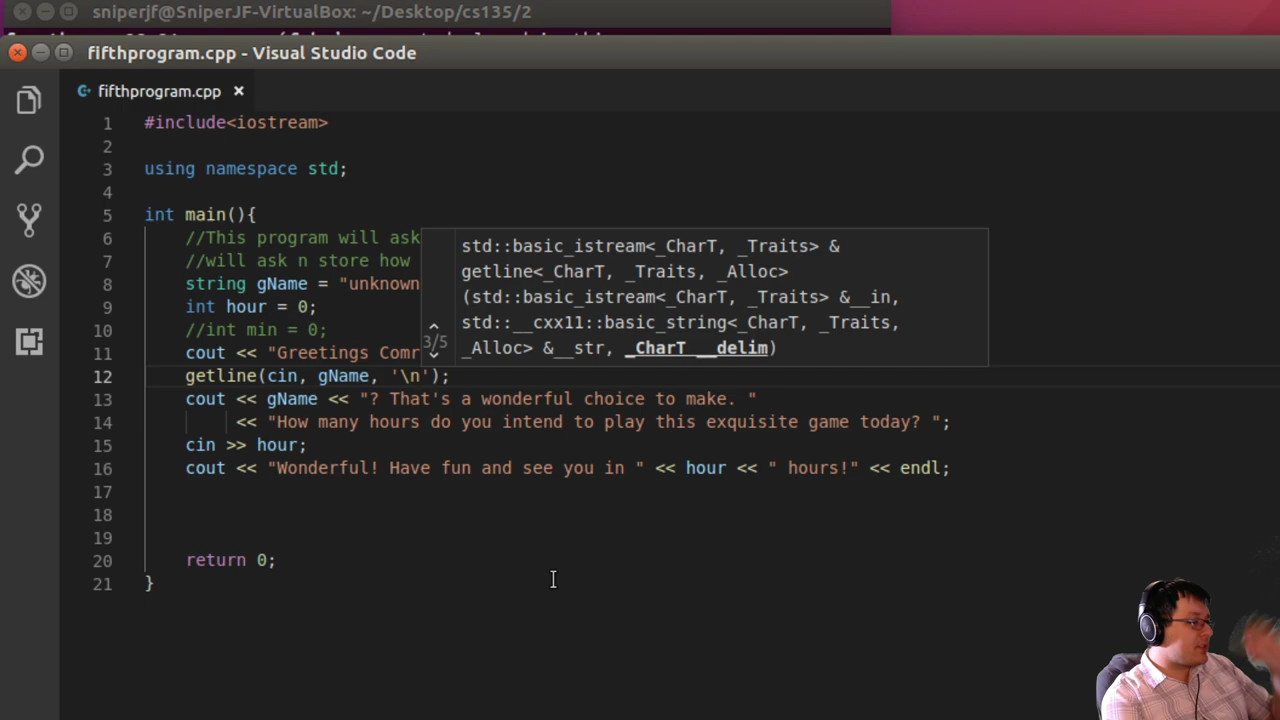 sniperjf@SniperJF-VirtualBox: ~/Desktop/cs135/2
fifthprogram.cpp - Visual Studio Code
fifthprogram.cpp
1 #include<iostream>
2
3 using namespace std;
4
5 int main(){
6 //This program will ask
7 //will ask n store how
8 string gName = "unknown
9 int hour = 0;
10 //int min = 0;
11 cout << "Greetings Comr
12 getline(cin, gName, '\n');
13 cout << gName << "? That's a wonderful choice to make. "
14 << "How many hours do you intend to play this exquisite game today? ";
15 cin >> hour;
16 cout << "Wonderful! Have fun and see you in " << hour << " hours!" << endl;
17
18
19
20 return 0;
21 }
3/5
std::basic_istream<_CharT, _Traits> &
getline<_CharT, _Traits, _Alloc>
(std::basic_istream<_CharT, _Traits> &__in,
std::__cxx11::basic_string<_CharT, _Traits,
_Alloc> &__str, _CharT __delim)